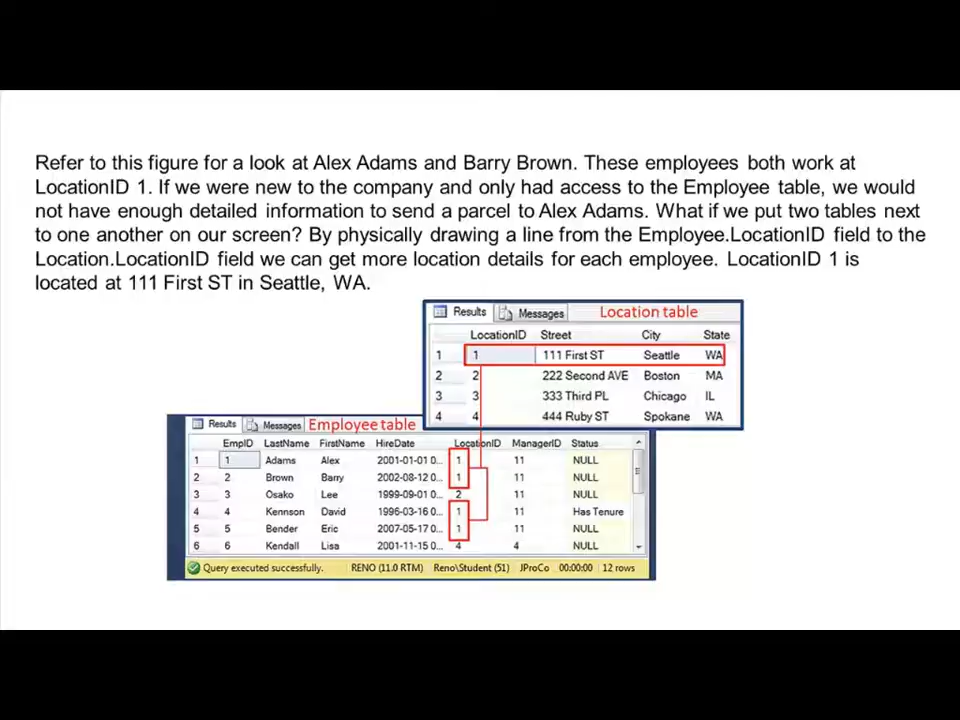 Refer to this figure for a look at Alex Adams and Barry Brown. These employees both work at
LocationID 1. If we were new to the company and only had access to the Employee table, we would
not have enough detailed information to send a parcel to Alex Adams. What if we put two tables next
to one another on our screen? By physically drawing a line from the Employee.LocationID field to the
Location.LocationID field we can get more location details for each employee. LocationID 1 is
located at 111 First ST in Seattle, WA.
Results Messages Location table
LocationID Street City State
1 1 111 First ST Seattle WA
2 2 222 Second AVE Boston MA
3 3 333 Third PL Chicago IL
4 4 444 Ruby ST Spokane WA
Results Messages Employee table
EmpID LastName FirstName HireDate LocationID ManagerID Status
1 1 Adams Alex 2001-01-01 0... 1 11 NULL
2 2 Brown Barry 2002-08-12 0... 1 11 NULL
3 3 Osako Lee 1999-09-01 0... 2 11 NULL
4 4 Kennson David 1996-03-16 0... 1 11 Has Tenure
5 5 Bender Eric 2007-05-17 0... 1 11 NULL
6 6 Kendall Lisa 2001-11-15 0... 4 4 NULL
Query executed successfully. RENO (11.0 RTM) Reno\Student (51) JProCo 00:00:00 12 rows